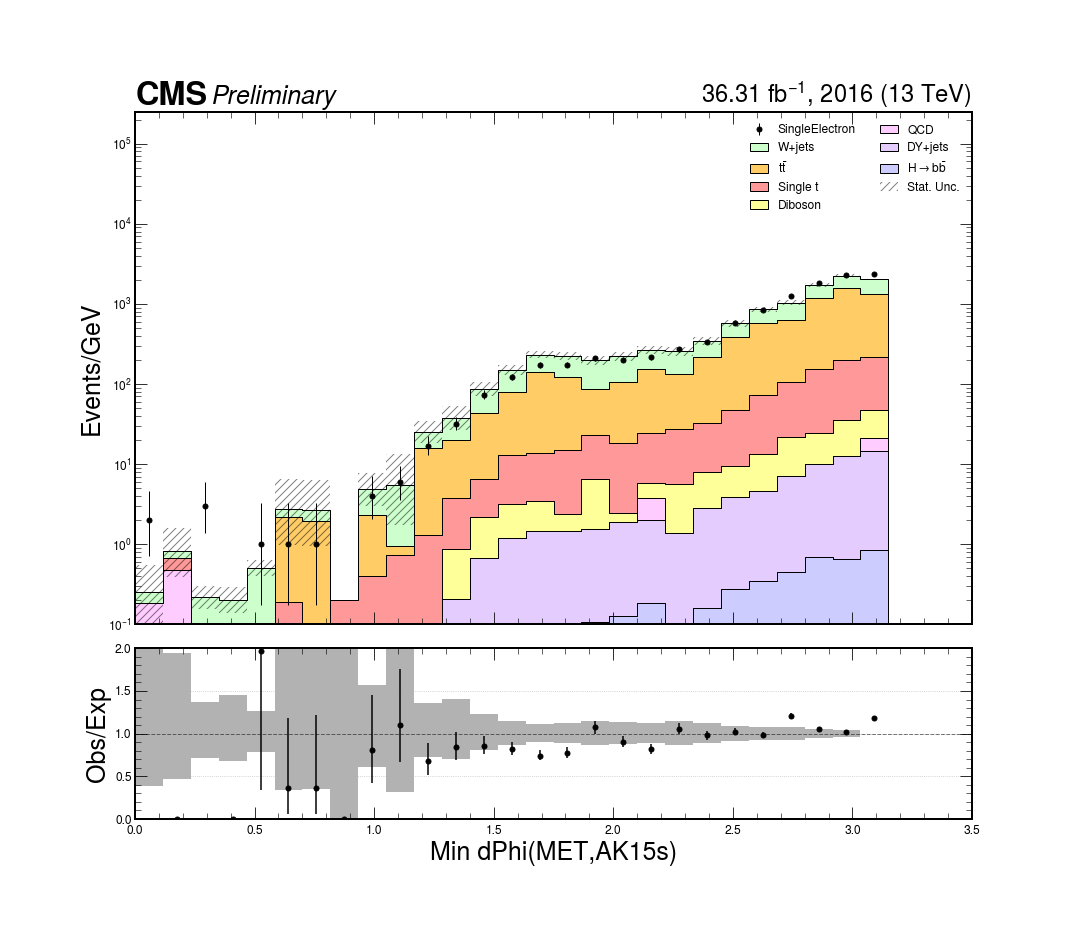 CMS Preliminary 36.31 fb⁻¹, 2016 (13 TeV)
SingleElectron
W+jets
tt̄
Single t
Diboson
QCD
DY+jets
H→bb̄
Stat. Unc.
Events/GeV
10⁵
10⁴
10³
10²
10¹
10⁰
10⁻¹
Obs/Exp
2.0
1.5
1.0
0.5
0.0
0.0 0.5 1.0 1.5 2.0 2.5 3.0 3.5
Min dPhi(MET,AK15s)